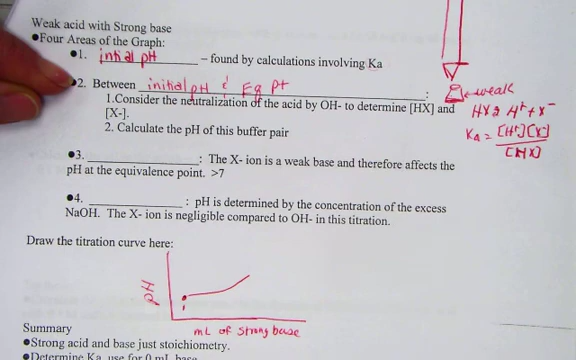 Weak acid with Strong base
●Four Areas of the Graph:
●1. initial pH – found by calculations involving Ka
●2. Between initial pH & Eq pt :
1.Consider the neutralization of the acid by OH- to determine [HX] and
[X-].
2. Calculate the pH of this buffer pair
●3. : The X- ion is a weak base and therefore affects the
pH at the equivalence point. >7
●4. : pH is determined by the concentration of the excess
NaOH. The X- ion is negligible compared to OH- in this titration.
Draw the titration curve here:
pH
1
mL of strong base
Summary
●Strong acid and base just stoichiometry.
●Determine Ka, use for 0 mL base
weak
HX ⇌ H⁺ + X⁻
Ka = [H⁺][X⁻]
[HX]